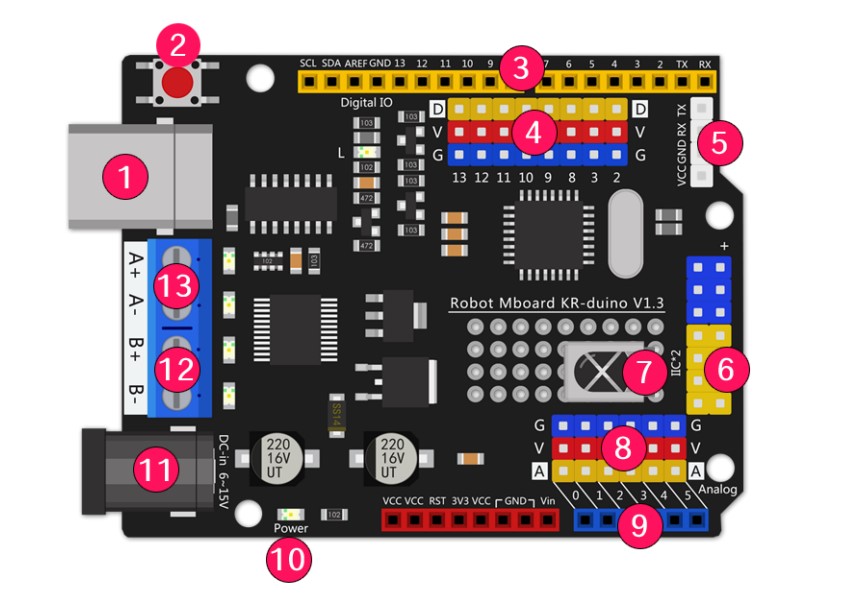 2
SCL SDA AREF GND 13 12 11 10 9 3 7 6 5 4 3 2 TX RX
Digital IO
D 4 D
V V
G G
13 12 11 10 9 8 3 2
TX
RX
GND
VCC
5
1
L
103
103
102
472
472
103
103
103
102
103
A+
A-
B+
B-
13
12
+
Robot Mboard KR-duino V1.3
7
IIC*2
6
SS14
220
16V
UT
220
16V
UT
G 8 G
V V
A A
0 1 2 3 4 5
Analog
9
11
DC-in 6~15V
VCC VCC RST 3V3 VCC GND Vin
102
Power
10